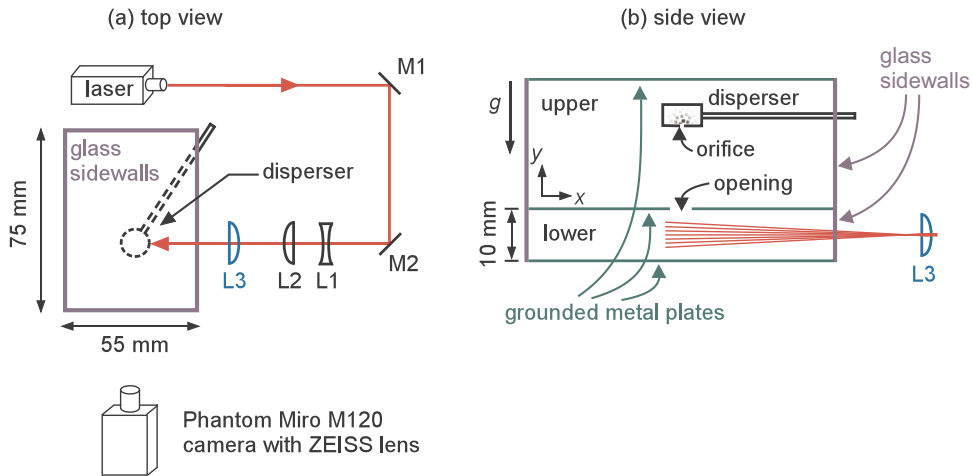 (a) top view
laser
M1
glass
sidewalls
disperser
75 mm
L3
L2
L1
M2
55 mm
Phantom Miro M120
camera with ZEISS lens
(b) side view
glass
sidewalls
g
upper
disperser
orifice
y
x
opening
10 mm
lower
L3
grounded metal plates